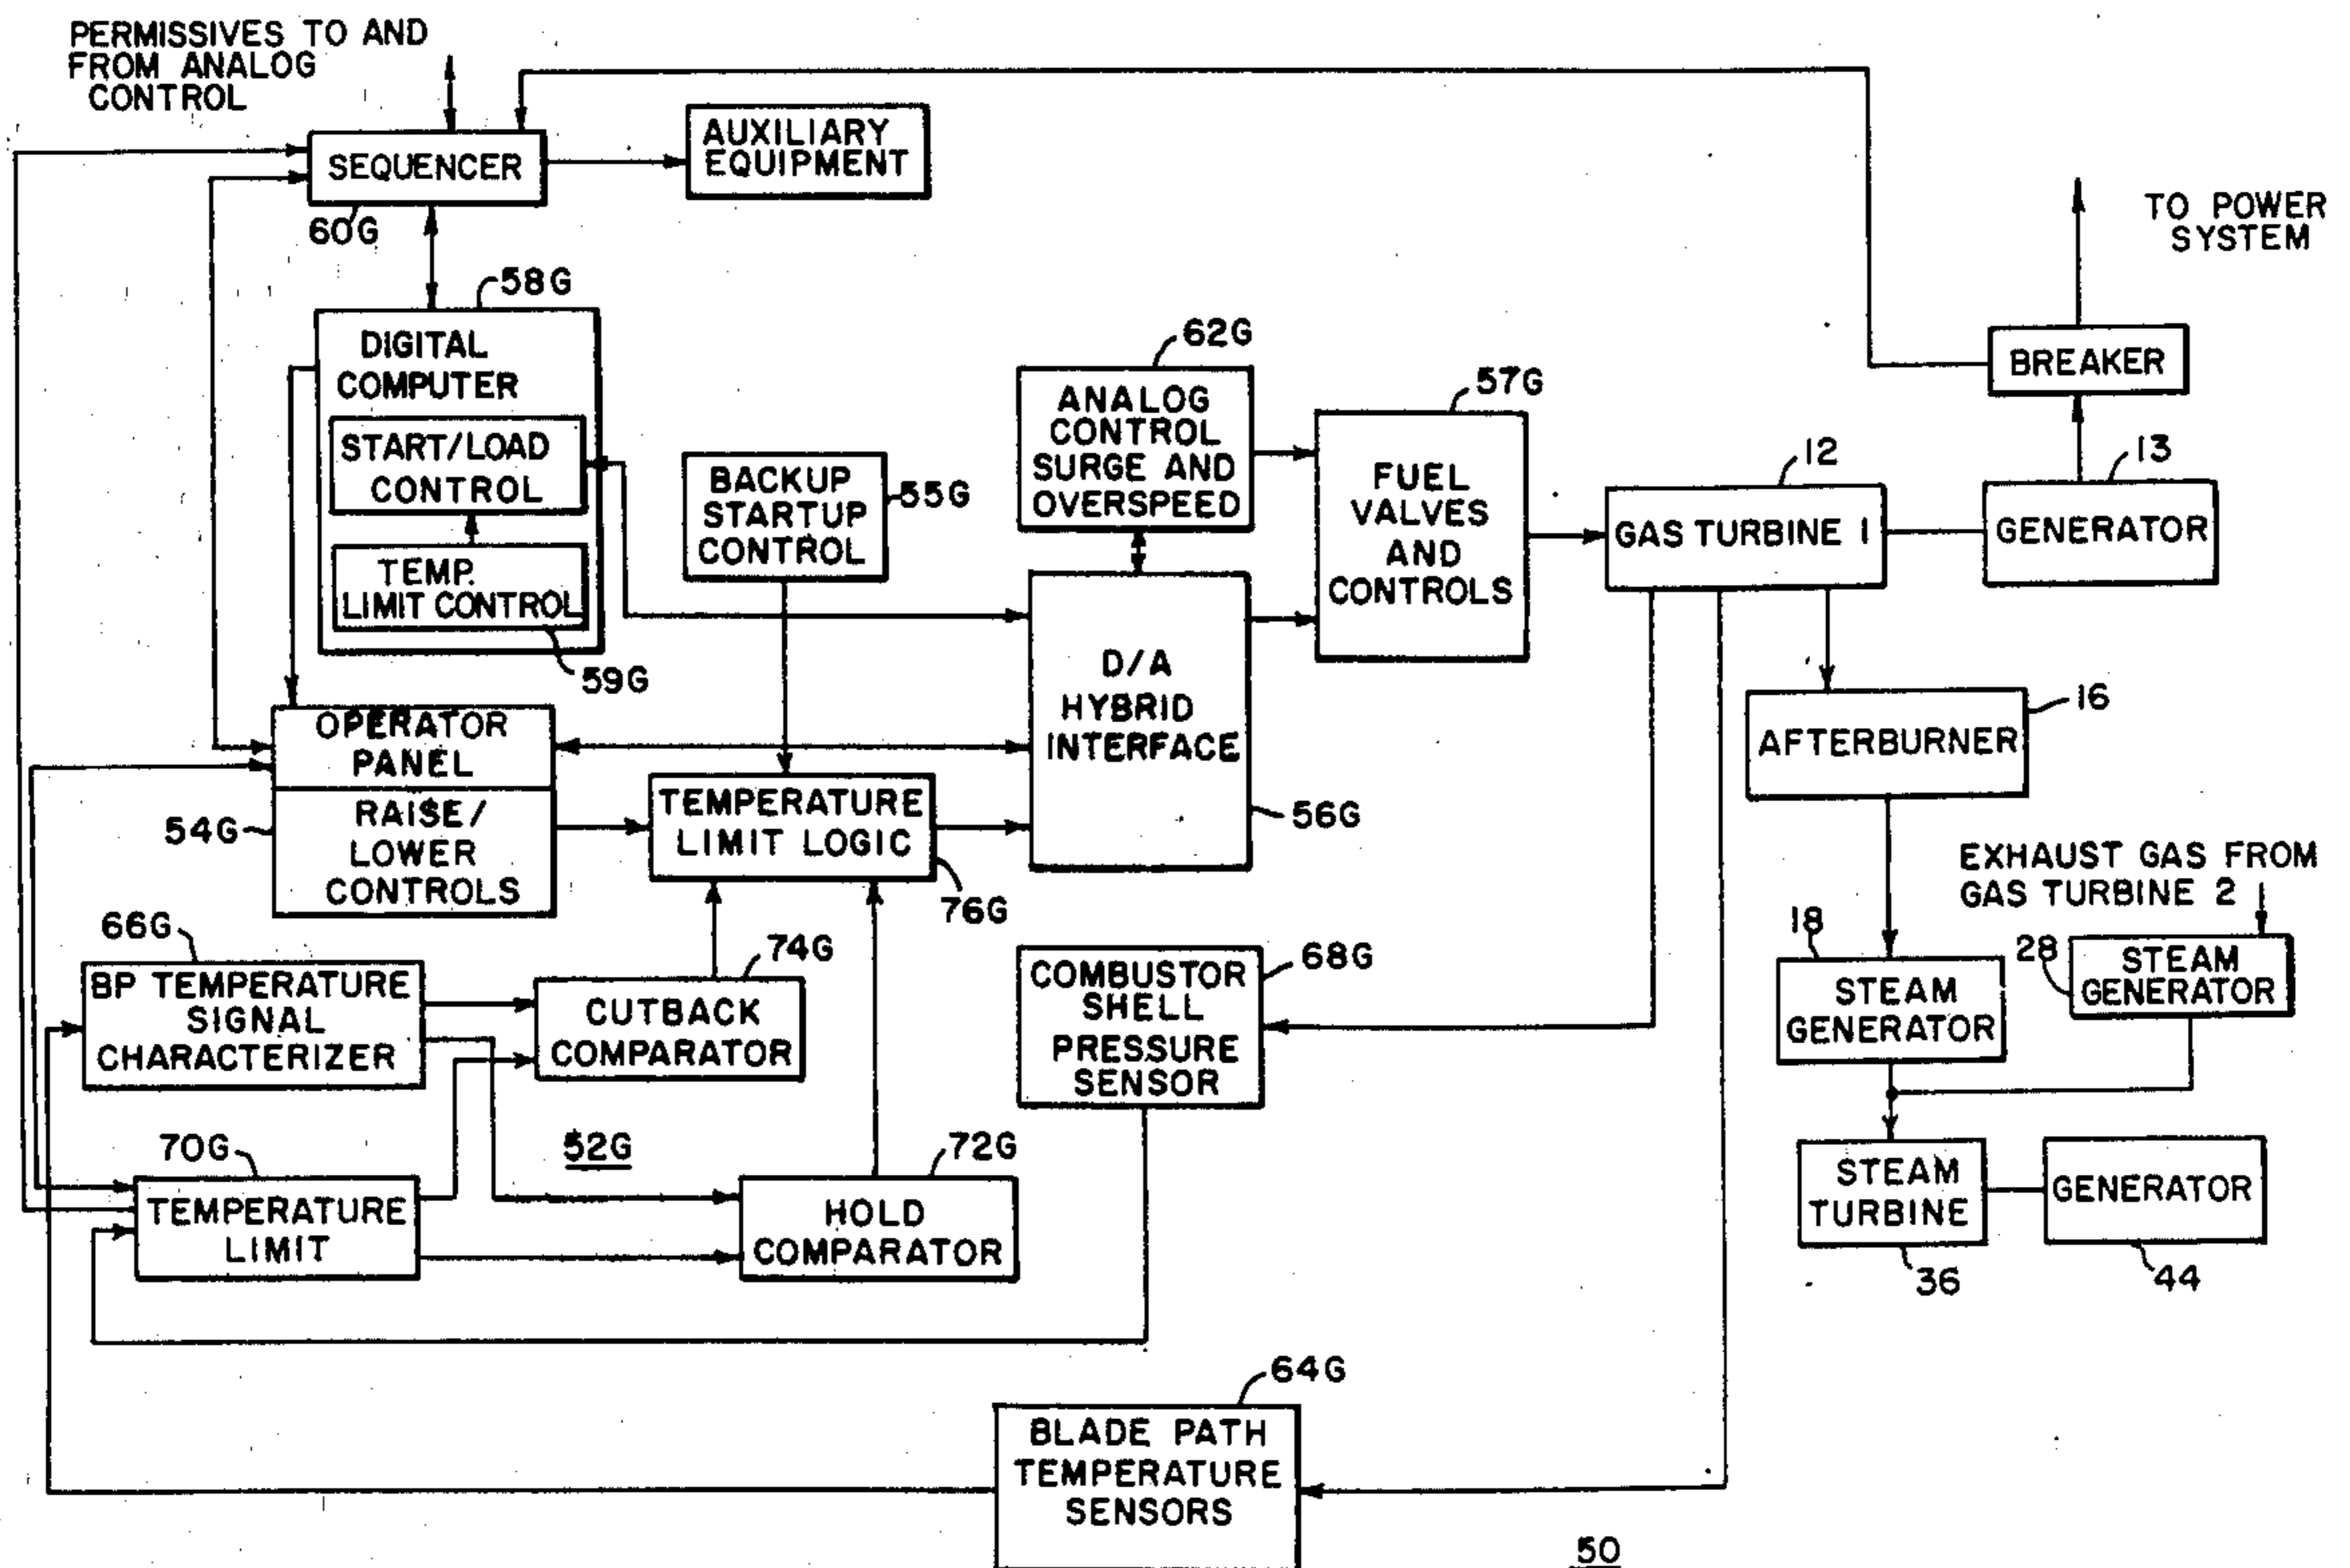 PERMISSIVES TO AND
FROM ANALOG
CONTROL
SEQUENCER
60G
AUXILIARY
EQUIPMENT
TO POWER
SYSTEM
58G
DIGITAL
COMPUTER
START/LOAD
CONTROL
TEMP.
LIMIT CONTROL
59G
BACKUP
STARTUP
CONTROL
55G
62G
ANALOG
CONTROL
SURGE AND
OVERSPEED
57G
FUEL
VALVES
AND
CONTROLS
BREAKER
12
GAS TURBINE 1
13
GENERATOR
D/A
HYBRID
INTERFACE
56G
OPERATOR
PANEL
RAISE/
LOWER
CONTROLS
54G
TEMPERATURE
LIMIT LOGIC
76G
16
AFTERBURNER
EXHAUST GAS FROM
GAS TURBINE 2
18
STEAM
GENERATOR
28
STEAM
GENERATOR
66G
BP TEMPERATURE
SIGNAL
CHARACTERIZER
74G
CUTBACK
COMPARATOR
68G
COMBUSTOR
SHELL
PRESSURE
SENSOR
70G
TEMPERATURE
LIMIT
52G
72G
HOLD
COMPARATOR
STEAM
TURBINE
36
GENERATOR
44
64G
BLADE PATH
TEMPERATURE
SENSORS
50